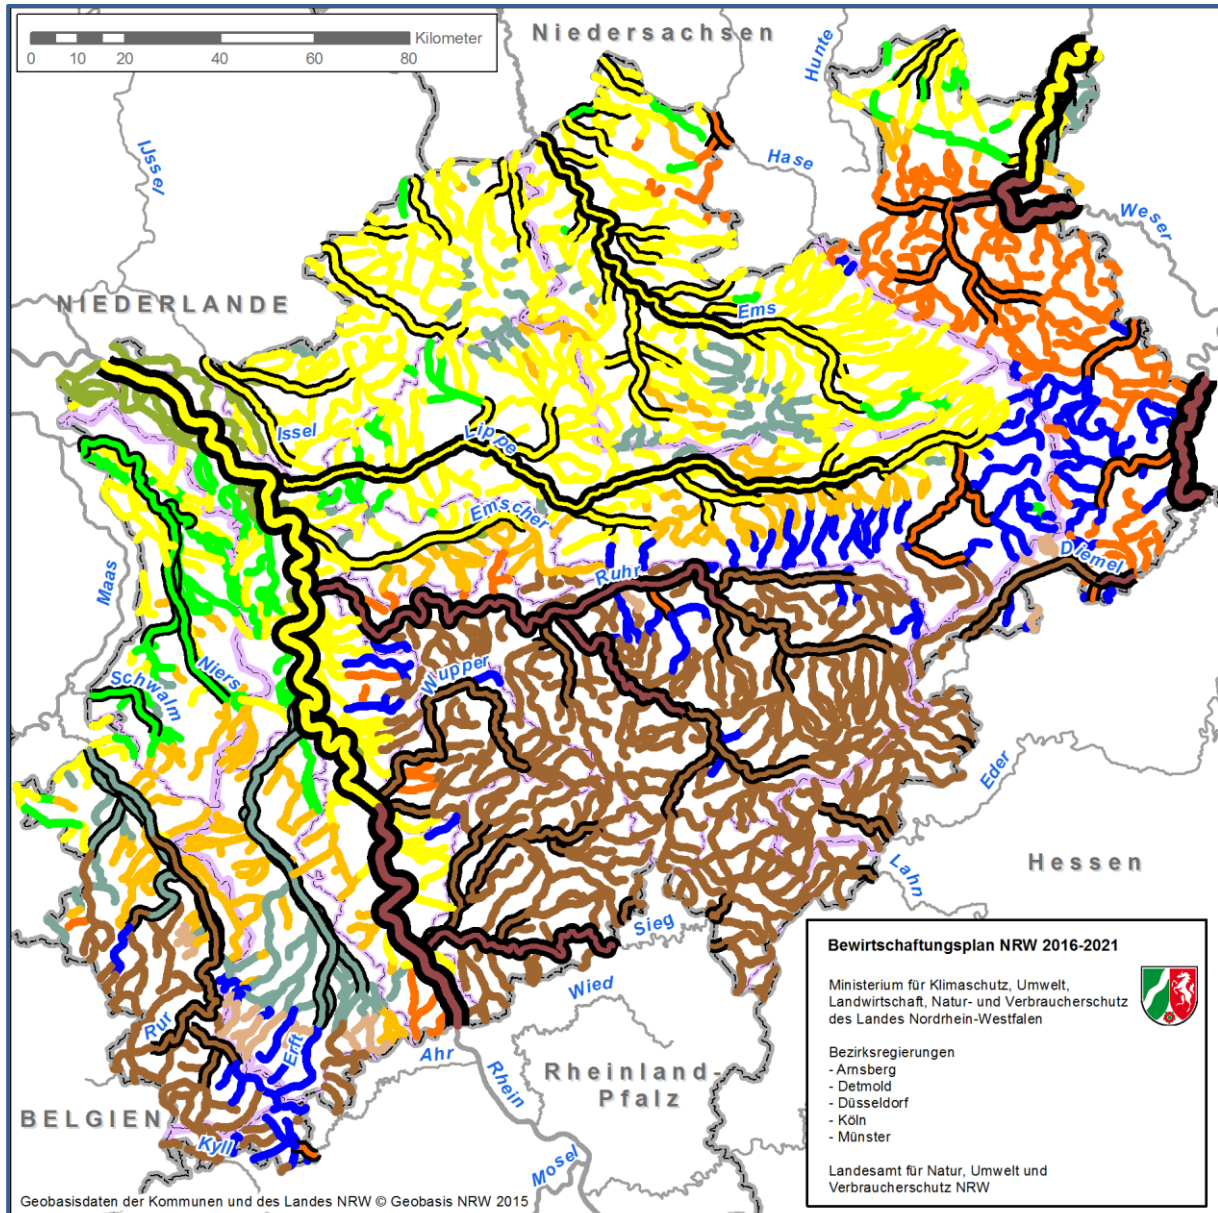 Kilometer
0 10 20 40 60 80
Niedersachsen
Hunte
IJssel
Hase
Weser
NIEDERLANDE
Ems
Issel
Lippe
Emscher
Ruhr
Diemel
Maas
Wupper
Niers
Schwalm
Eder
Hessen
Lahn
Sieg
Wied
Rur
Erft
Ahr
Rhein
Rheinland-
Pfalz
BELGIEN
Kyll
Mosel
Bewirtschaftungsplan NRW 2016-2021
Ministerium für Klimaschutz, Umwelt,
Landwirtschaft, Natur- und Verbraucherschutz
des Landes Nordrhein-Westfalen
Bezirksregierungen
- Arnsberg
- Detmold
- Düsseldorf
- Köln
- Münster
Landesamt für Natur, Umwelt und
Verbraucherschutz NRW
Geobasisdaten der Kommunen und des Landes NRW © Geobasis NRW 2015